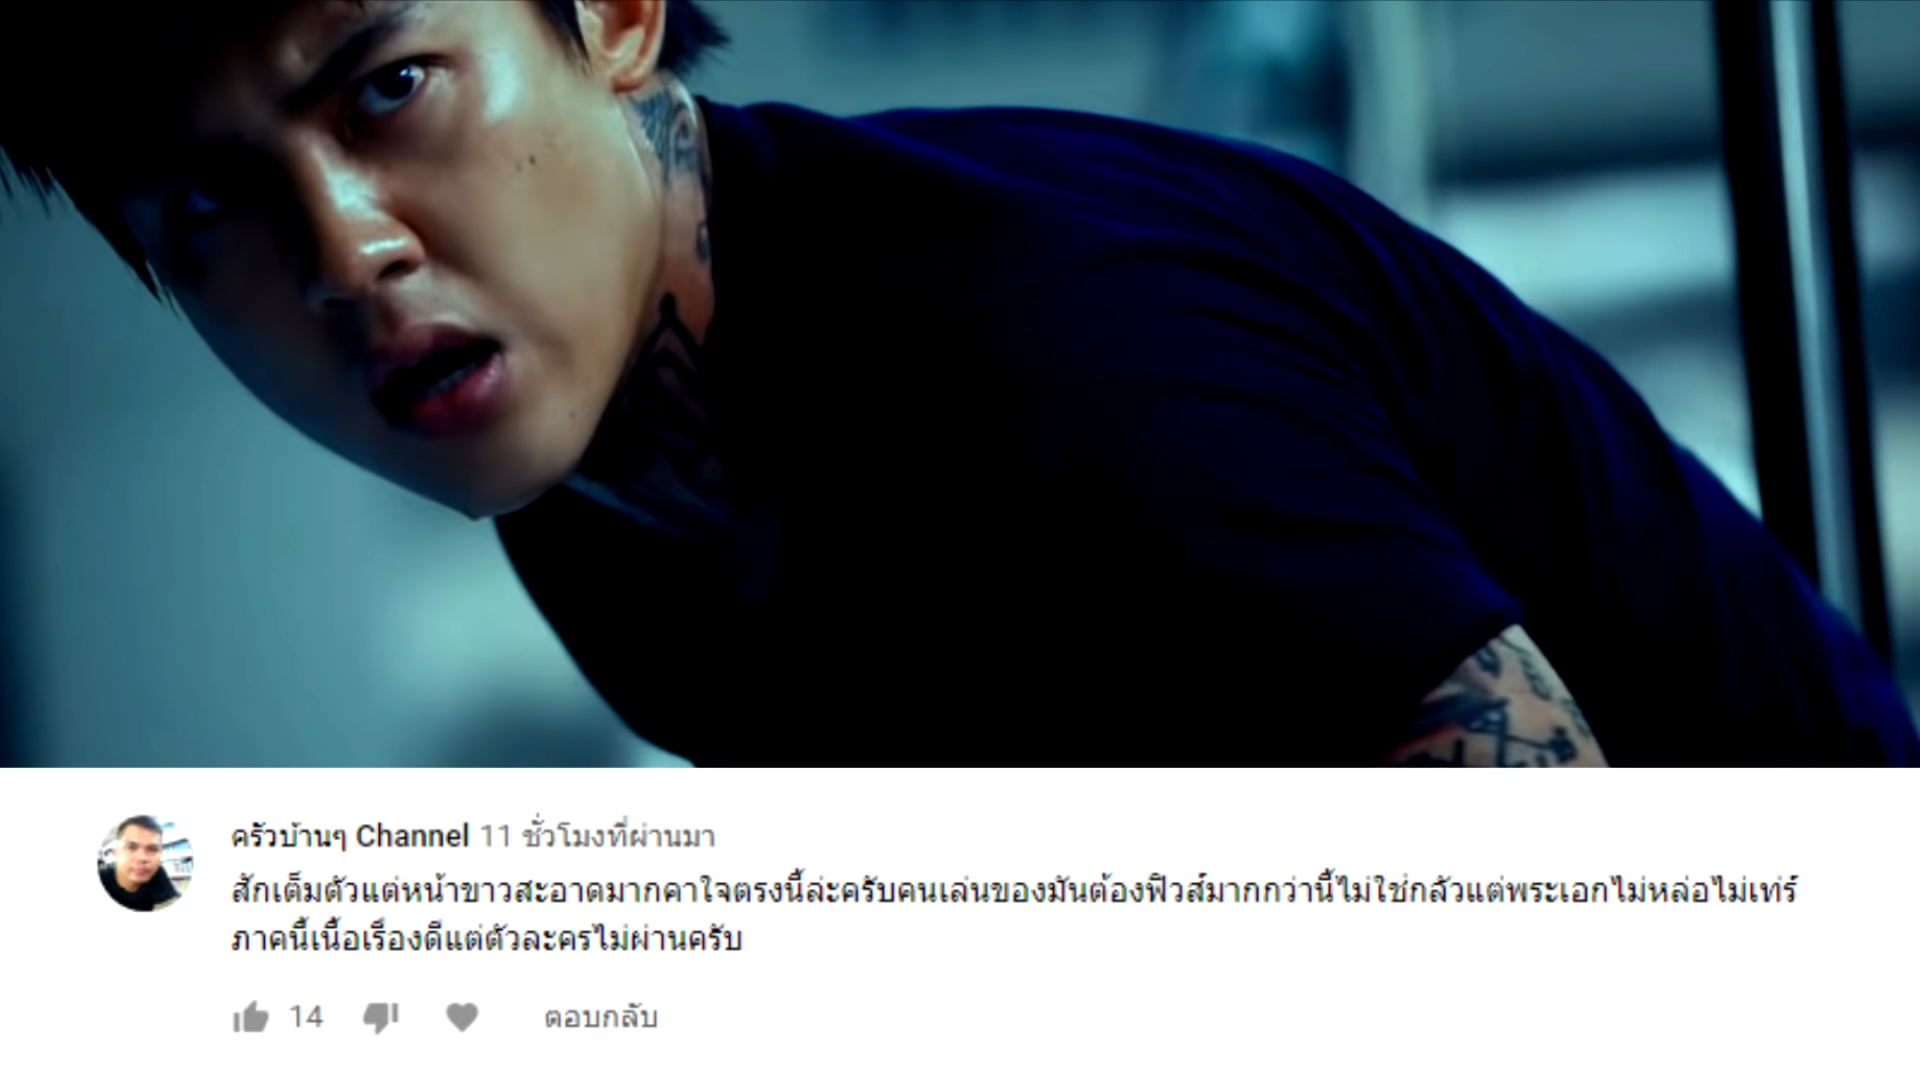 ครัวบ้านๆ Channel 11 ชั่วโมงที่ผ่านมา
สักเต็มตัวแต่หน้าขาวสะอาดมากคาใจตรงนี้ล่ะครับคนเล่นของมันต้องฟิวส์มากกว่านี้ไม่ใช่กลัวแต่พระเอกไม่หล่อไม่เท่ร์
ภาคนี้เนื้อเรื่องดีแต่ตัวละครไม่ผ่านครับ
14 ตอบกลับ